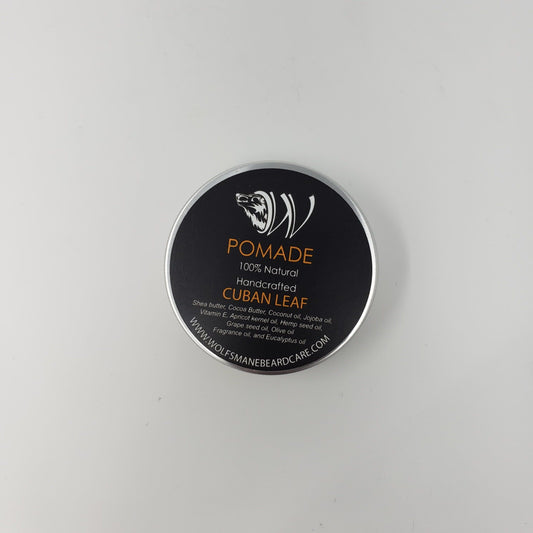 W
POMADE
100% Natural
Handcrafted
CUBAN LEAF
Shea butter, Cocoa Butter, Coconut oil, Jojoba oil,
Vitamin E, Apricot kernel oil, Hemp seed oil,
Grape seed oil, Olive oil
Fragrance oil, and Eucalyptus oil
WWW.WOLFSMANEBEARDCARE.COM